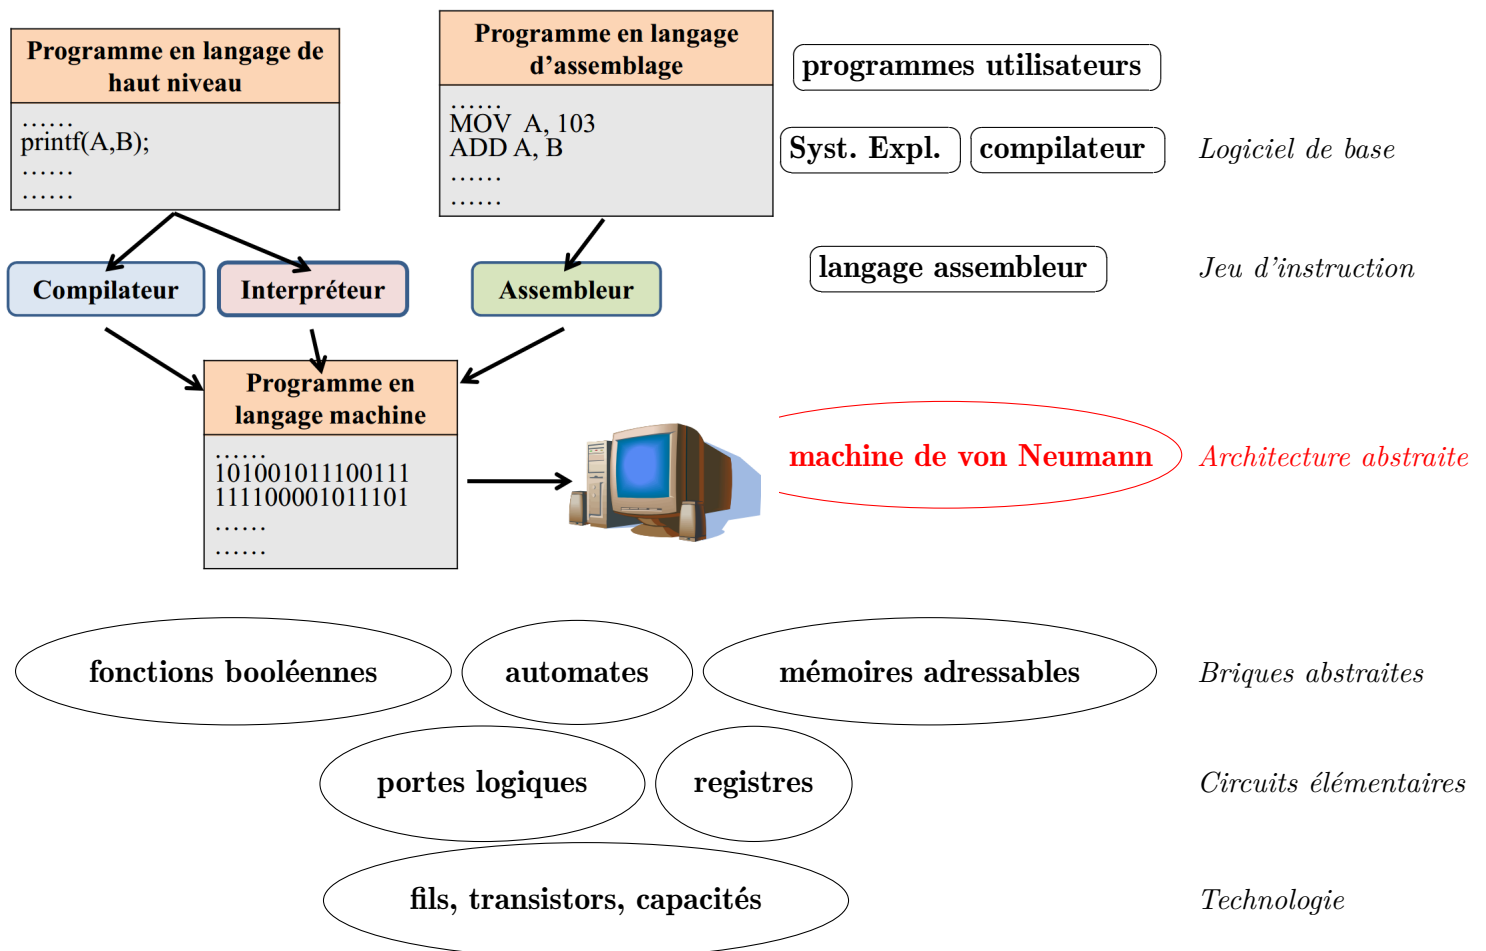 Programme en langage de
haut niveau
......
printf(A,B);
......
......
Programme en langage
d’assemblage
......
MOV A, 103
ADD A, B
......
......
programmes utilisateurs
Syst. Expl.
compilateur
Logiciel de base
Compilateur
Interpréteur
Assembleur
langage assembleur
Jeu d’instruction
Programme en
langage machine
......
101001011100111
111100001011101
......
......
machine de von Neumann
Architecture abstraite
fonctions booléennes
automates
mémoires adressables
Briques abstraites
portes logiques
registres
Circuits élémentaires
fils, transistors, capacités
Technologie